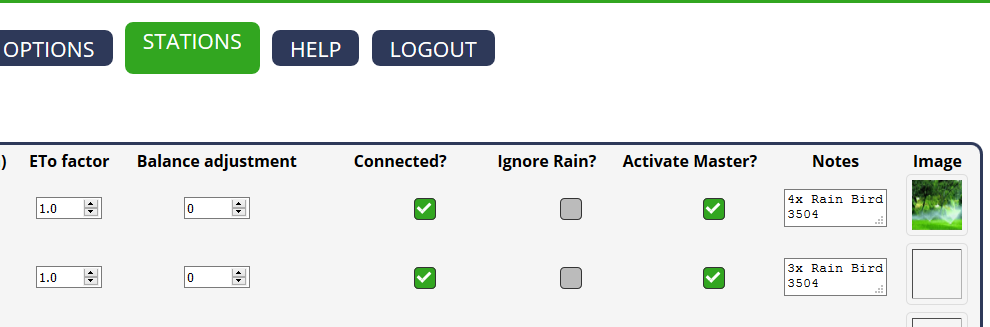 OPTIONS STATIONS HELP LOGOUT
) ETo factor Balance adjustment Connected? Ignore Rain? Activate Master? Notes Image
1.0 0 4x Rain Bird
3504
1.0 0 3x Rain Bird
3504